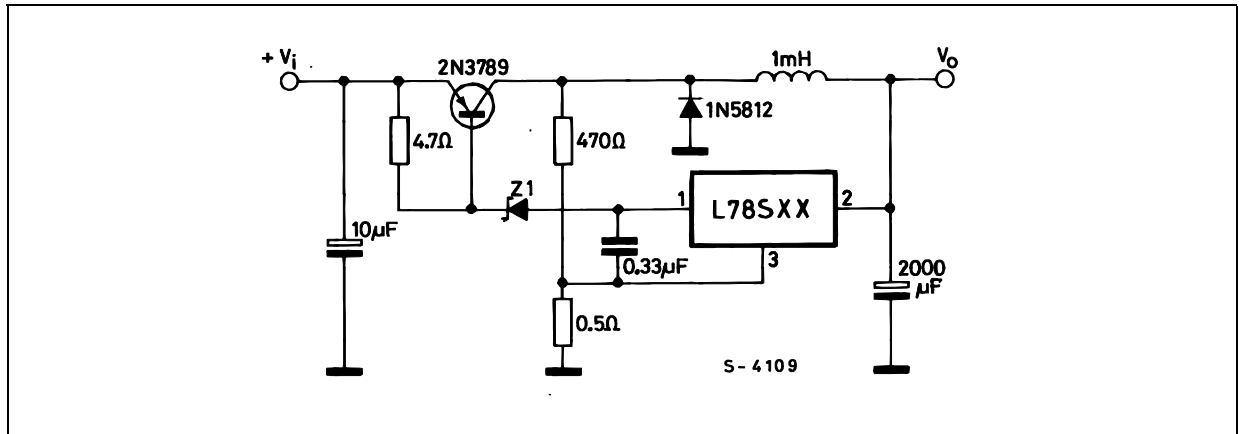 + Vi
2N3789
1mH
Vo
1N5812
4.7Ω
470Ω
Z1
1
L78SXX
2
10µF
0.33µF
3
2000
µF
0.5Ω
S-4109